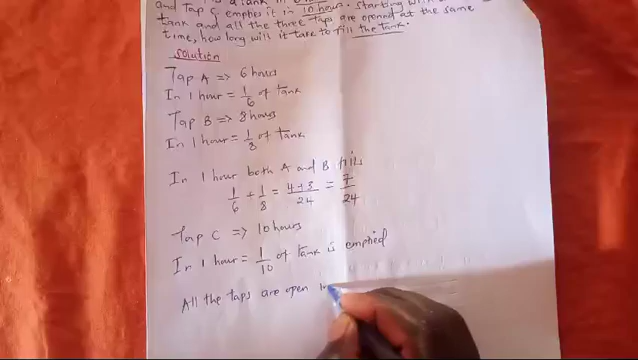 and Tap C empties it in 10 hours. Starting with
tank and all the three taps are opened at the same
time, how long will it take to fill the tank.
Solution
Tap A => 6 hours
In 1 hour = 1/6 of tank
Tap B => 8 hours
In 1 hour = 1/8 of tank
In 1 hour both A and B fills
1/6 + 1/8 = 4+3/24 = 7/24
Tap C => 10 hours
In 1 hour = 1/10 of tank is emptied
All the taps are open